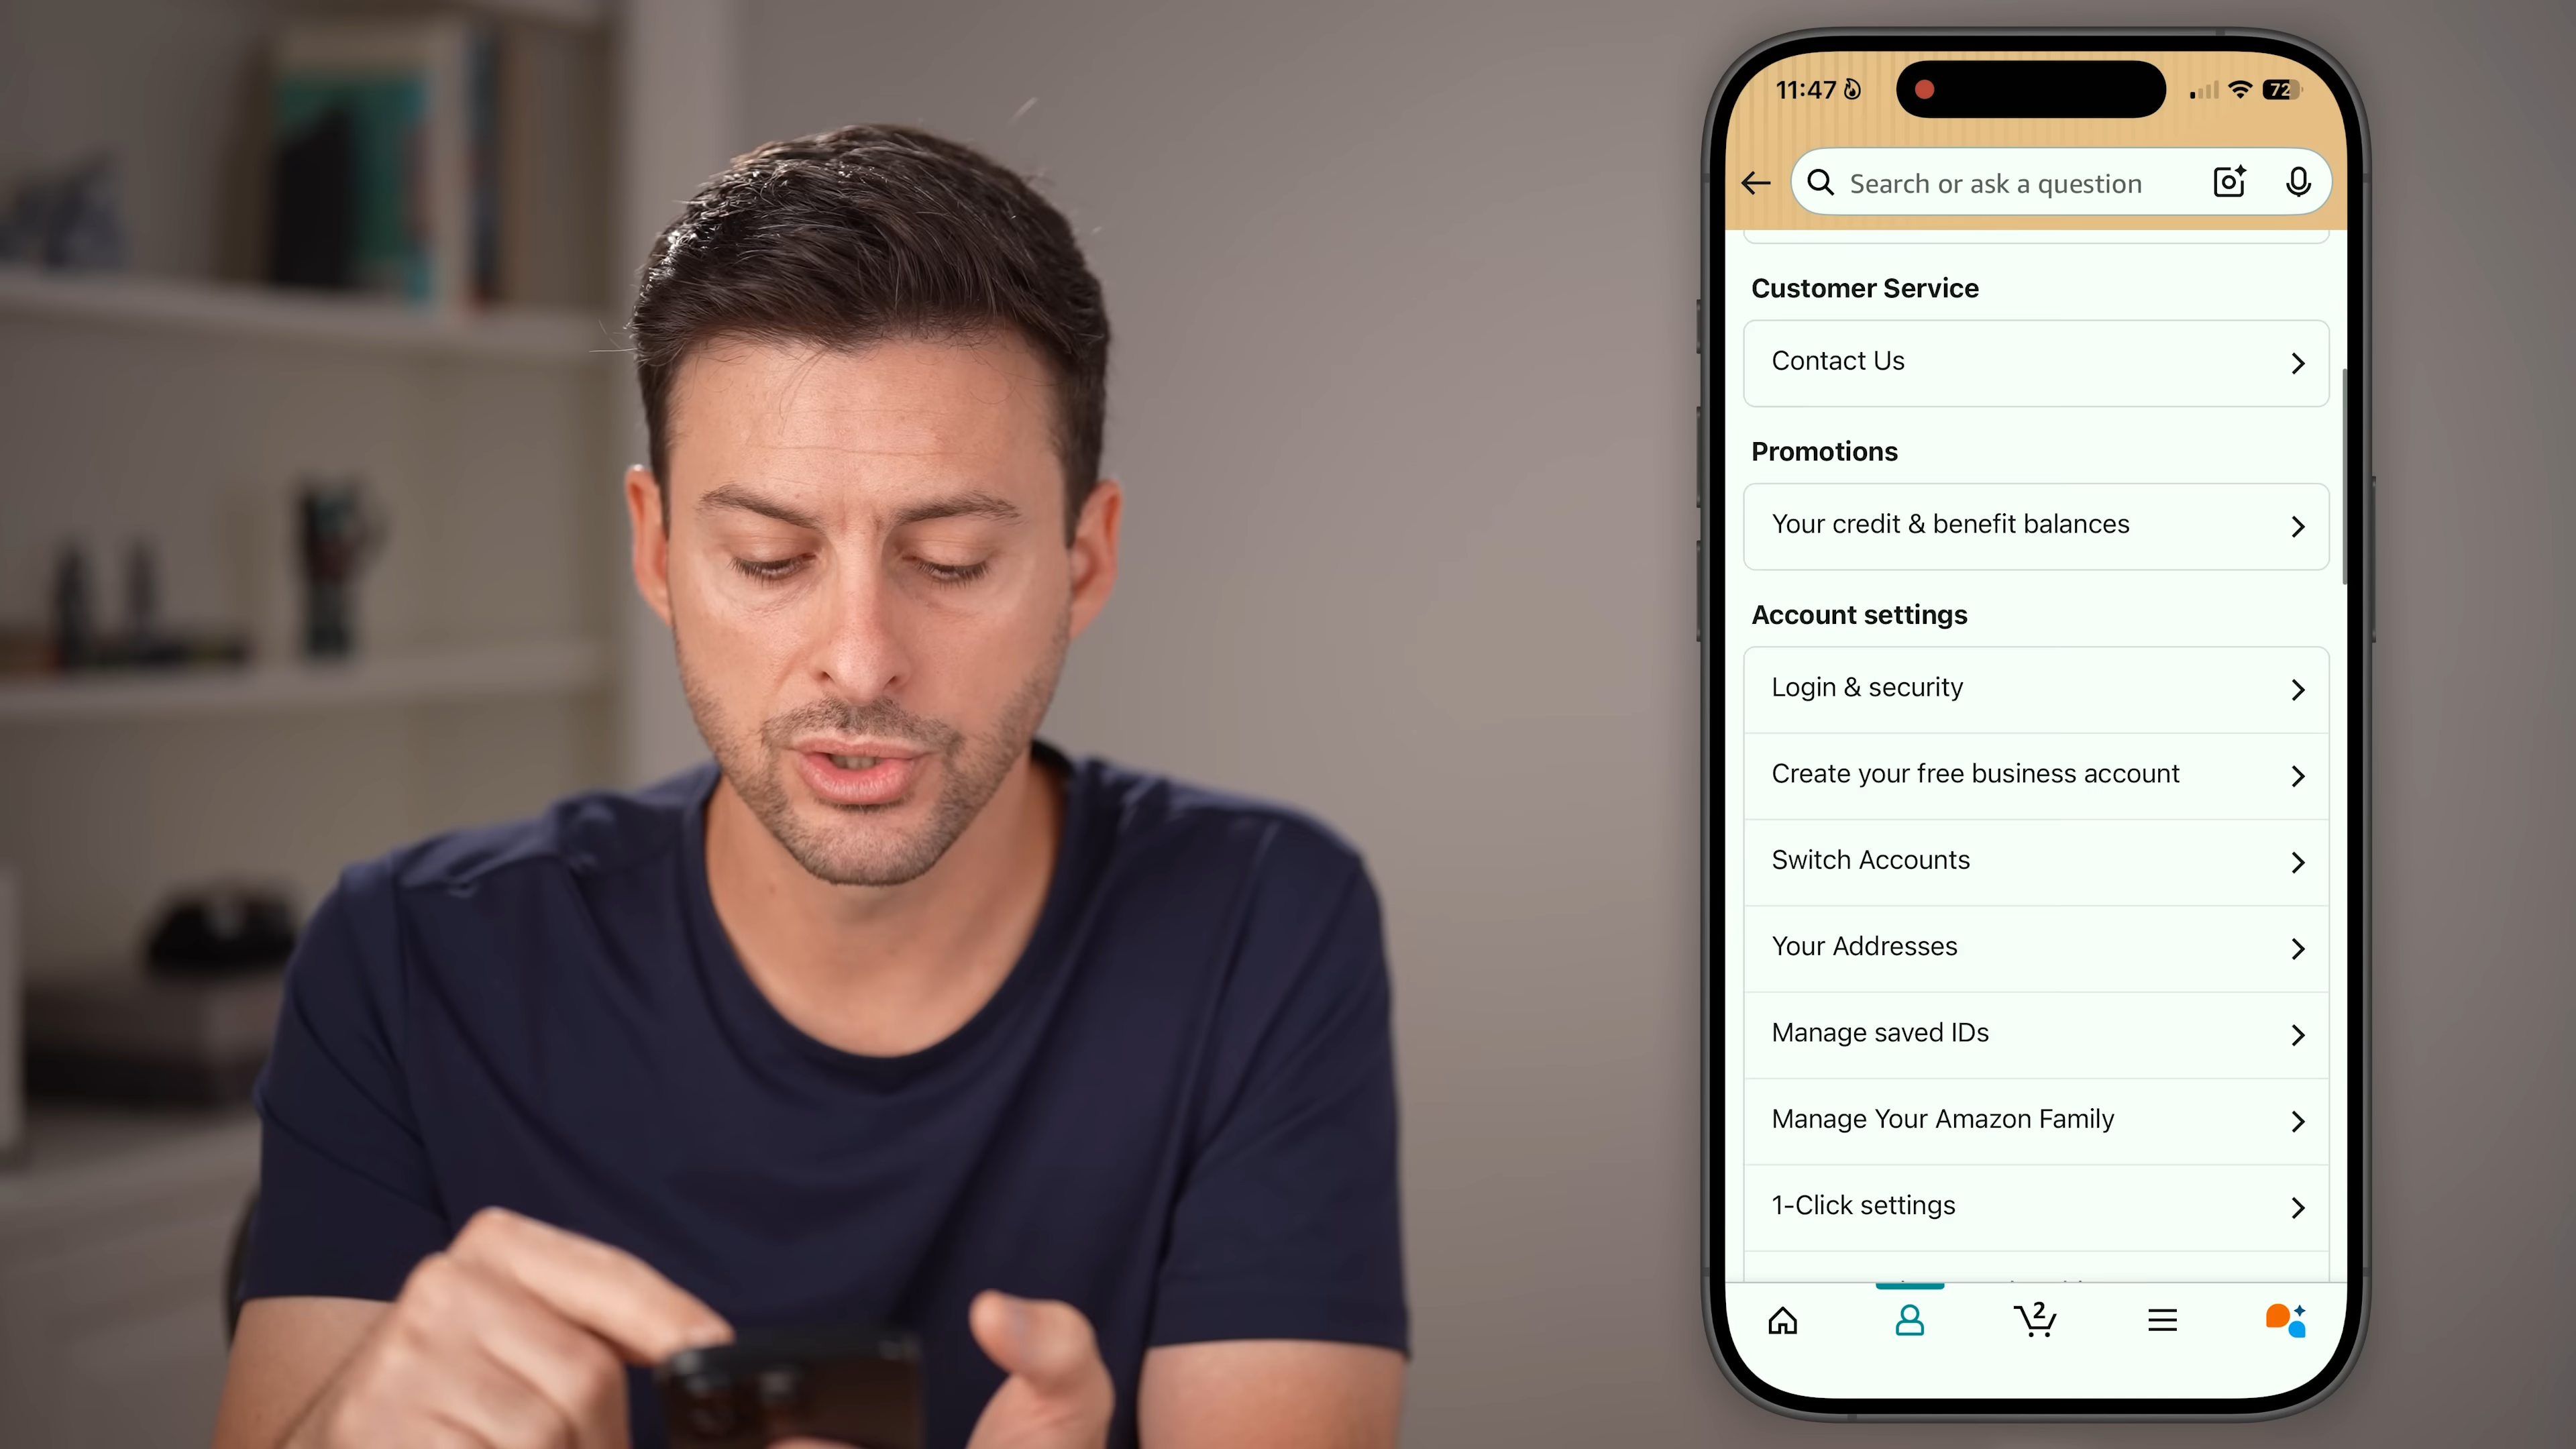 11:47
72
Search or ask a question
Customer Service
Contact Us
Promotions
Your credit & benefit balances
Account settings
Login & security
Create your free business account
Switch Accounts
Your Addresses
Manage saved IDs
Manage Your Amazon Family
1-Click settings
2